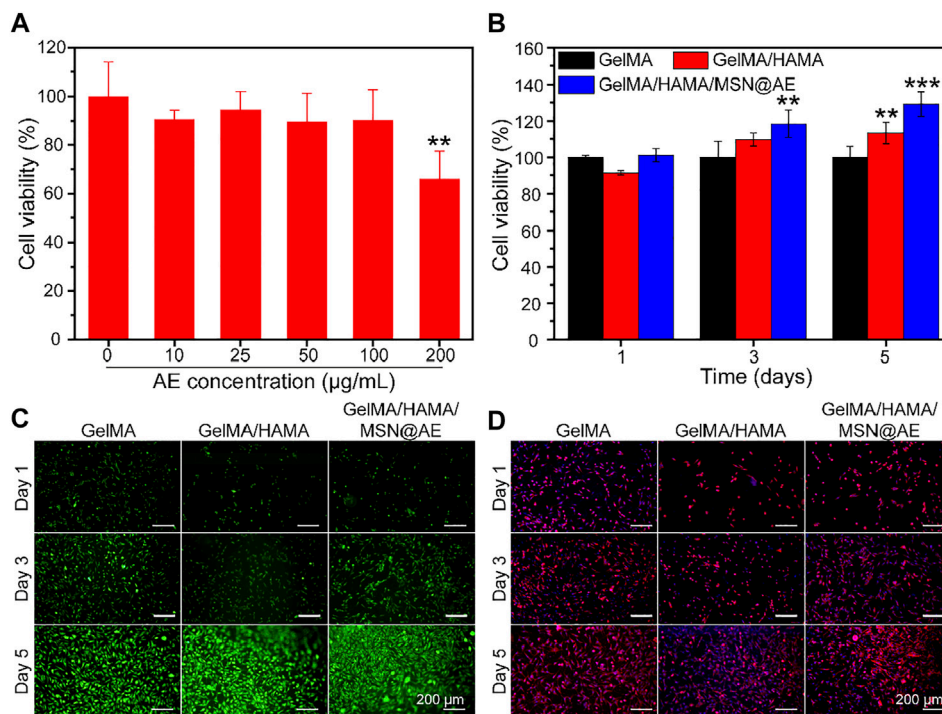 A
Cell viability (%)
120
100
80
60
40
20
0
**
0 10 25 50 100 200
AE concentration (µg/mL)
B
Cell viability (%)
160
140
120
100
80
60
40
20
0
GelMA GelMA/HAMA
GelMA/HAMA/MSN@AE
** ** ***
1 3 5
Time (days)
C
GelMA GelMA/HAMA GelMA/HAMA/
MSN@AE
Day 1
Day 3
Day 5
200 µm
D
GelMA GelMA/HAMA GelMA/HAMA/
MSN@AE
Day 1
Day 3
Day 5
200 µm